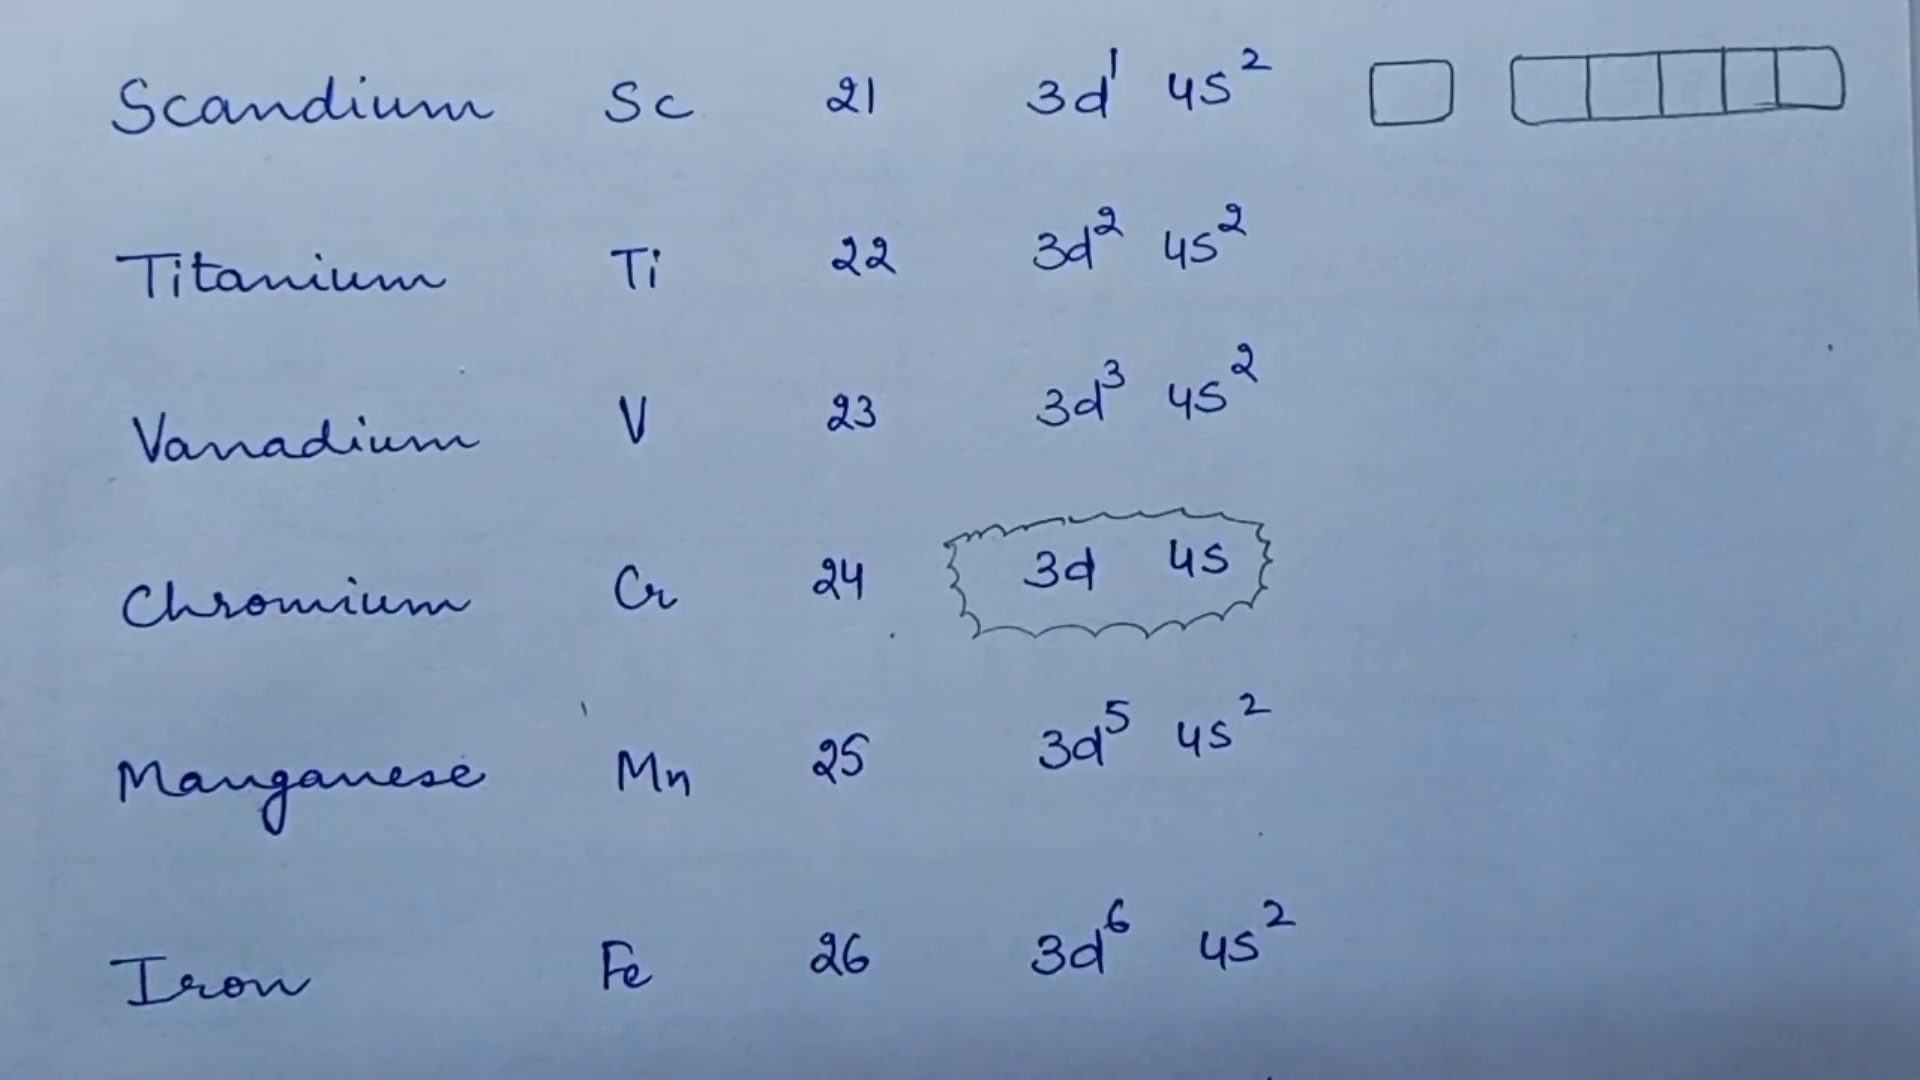 Scandium Sc 21 3d¹ 4s²
Titanium Ti 22 3d² 4s²
Vanadium V 23 3d³ 4s²
Chromium Cr 24 3d 4s
Manganese Mn 25 3d⁵ 4s²
Iron Fe 26 3d⁶ 4s²